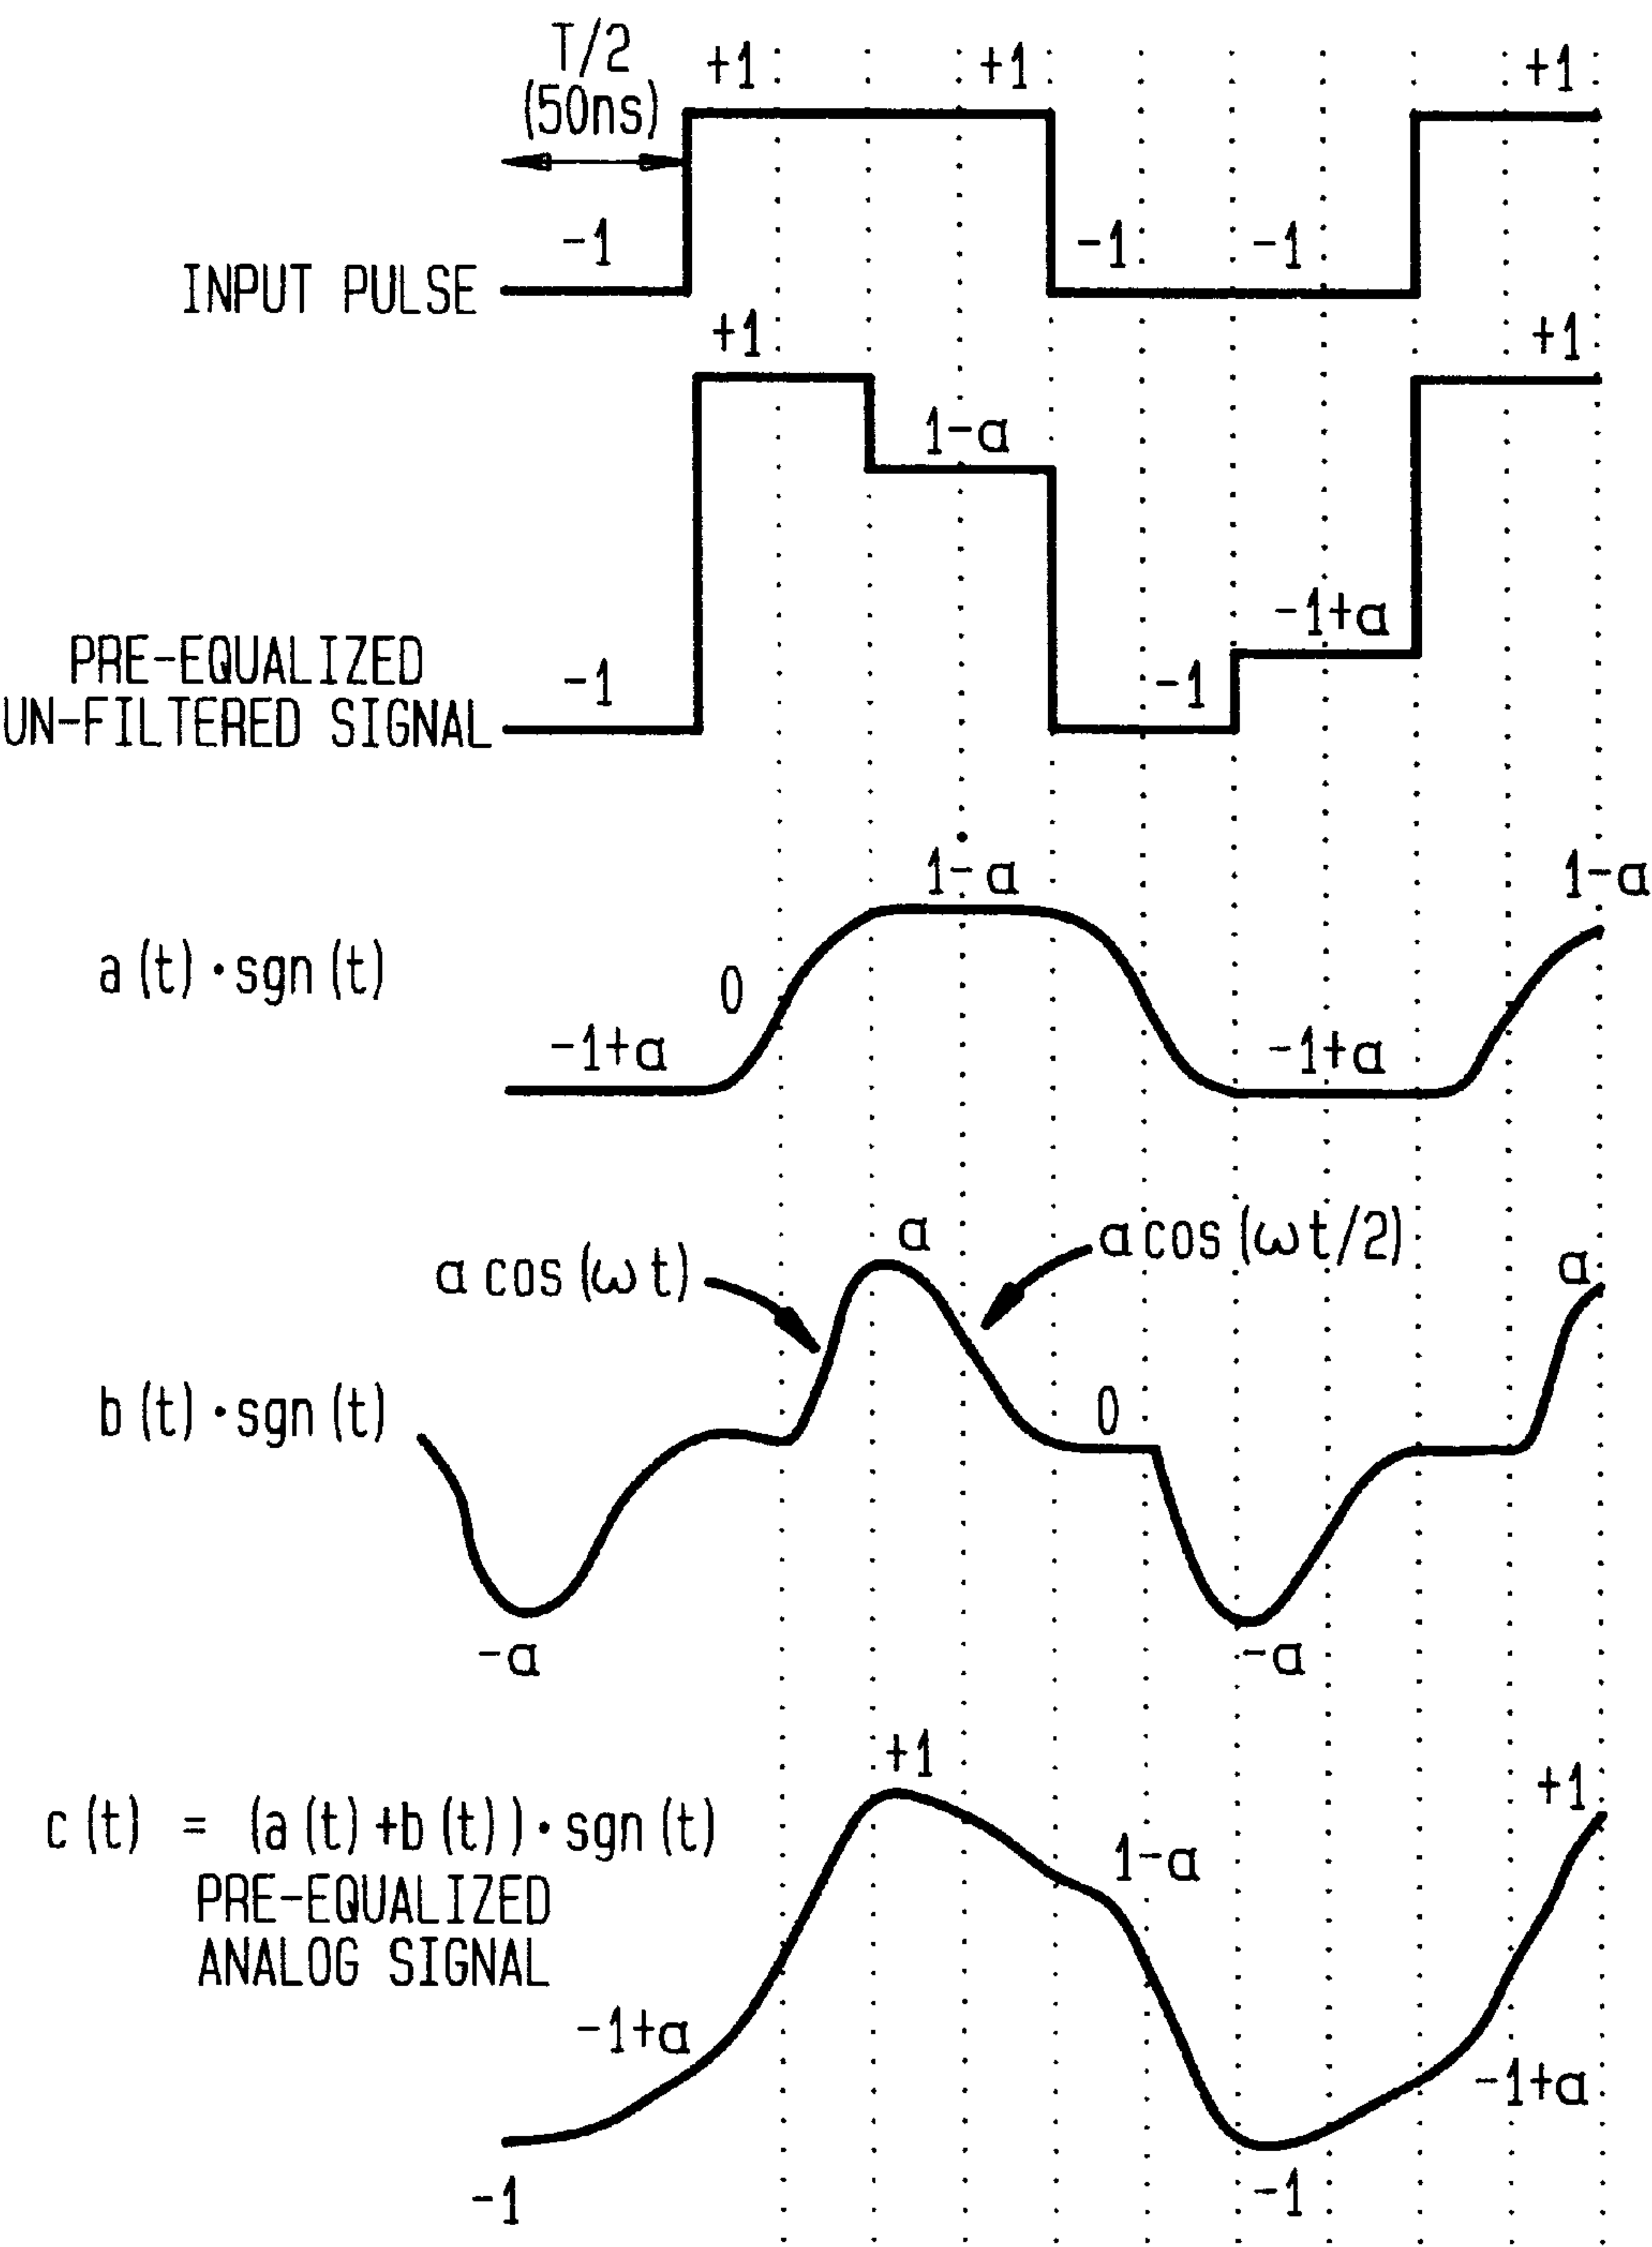 T/2
(50ns)
+1
+1
+1
-1
-1
-1
INPUT PULSE
+1
+1
1-α
-1+α
-1
-1
PRE-EQUALIZED
UN-FILTERED SIGNAL
1-α
1-α
a(t)·sgn(t)
0
-1+α
-1+α
α
α cos(ωt)
α cos(ωt/2)
α
b(t)·sgn(t)
0
-α
-α
+1
+1
c(t) = (a(t)+b(t))·sgn(t)
PRE-EQUALIZED
ANALOG SIGNAL
1-α
-1+α
-1+α
-1
-1